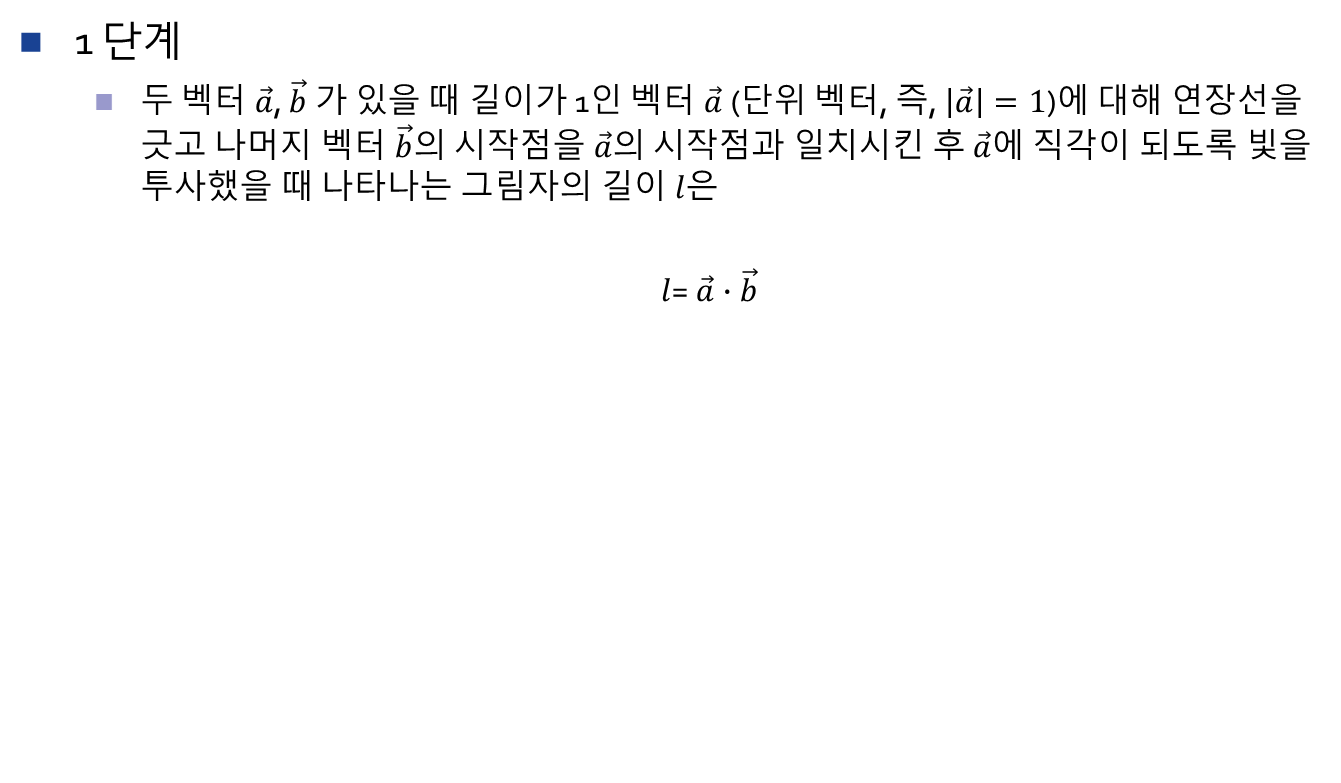 1 단계
두 벡터 a⃗, b⃗ 가 있을 때 길이가 1인 벡터 a⃗ (단위 벡터, 즉, |a⃗| = 1)에 대해 연장선을
긋고 나머지 벡터 b⃗의 시작점을 a⃗의 시작점과 일치시킨 후 a⃗에 직각이 되도록 빛을
투사했을 때 나타나는 그림자의 길이 l은
l= a⃗ · b⃗